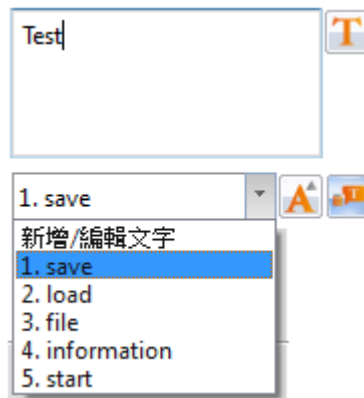 Test
T
1. save
A
T
新增/編輯文字
1. save
2. load
3. file
4. information
5. start